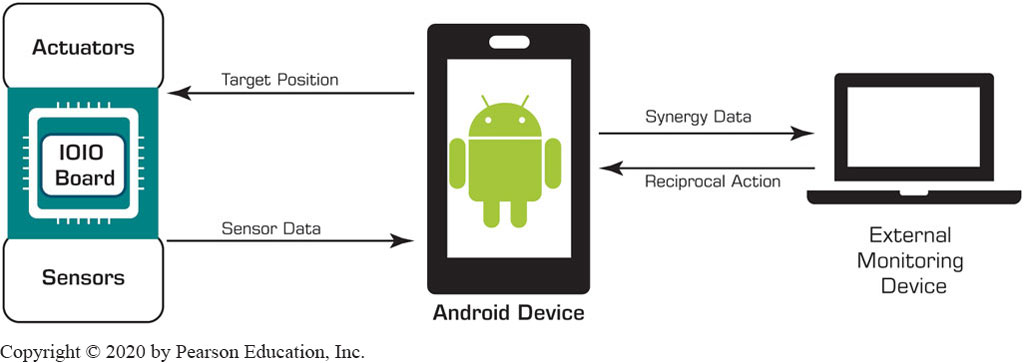 Actuators
IOIO
Board
Sensors
Target Position
Sensor Data
Android Device
Synergy Data
Reciprocal Action
External
Monitoring
Device
Copyright © 2020 by Pearson Education, Inc.